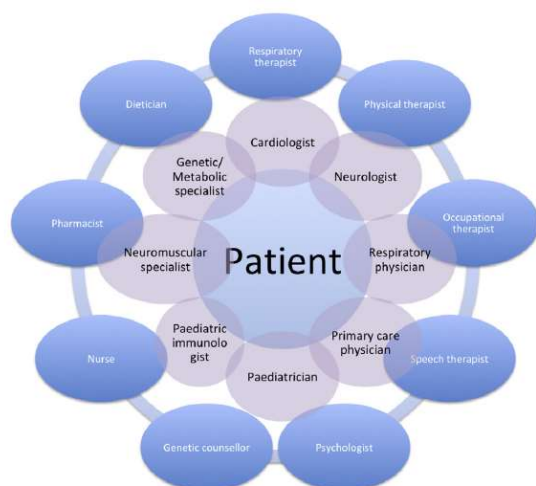 Respiratory
therapist
Dietician
Physical therapist
Cardiologist
Genetic/
Metabolic
specialist
Neurologist
Pharmacist
Occupational
therapist
Neuromuscular
specialist
Patient
Respiratory
physician
Paediatric
immunolo
gist
Primary care
physician
Nurse
Speech therapist
Paediatrician
Genetic counsellor
Psychologist